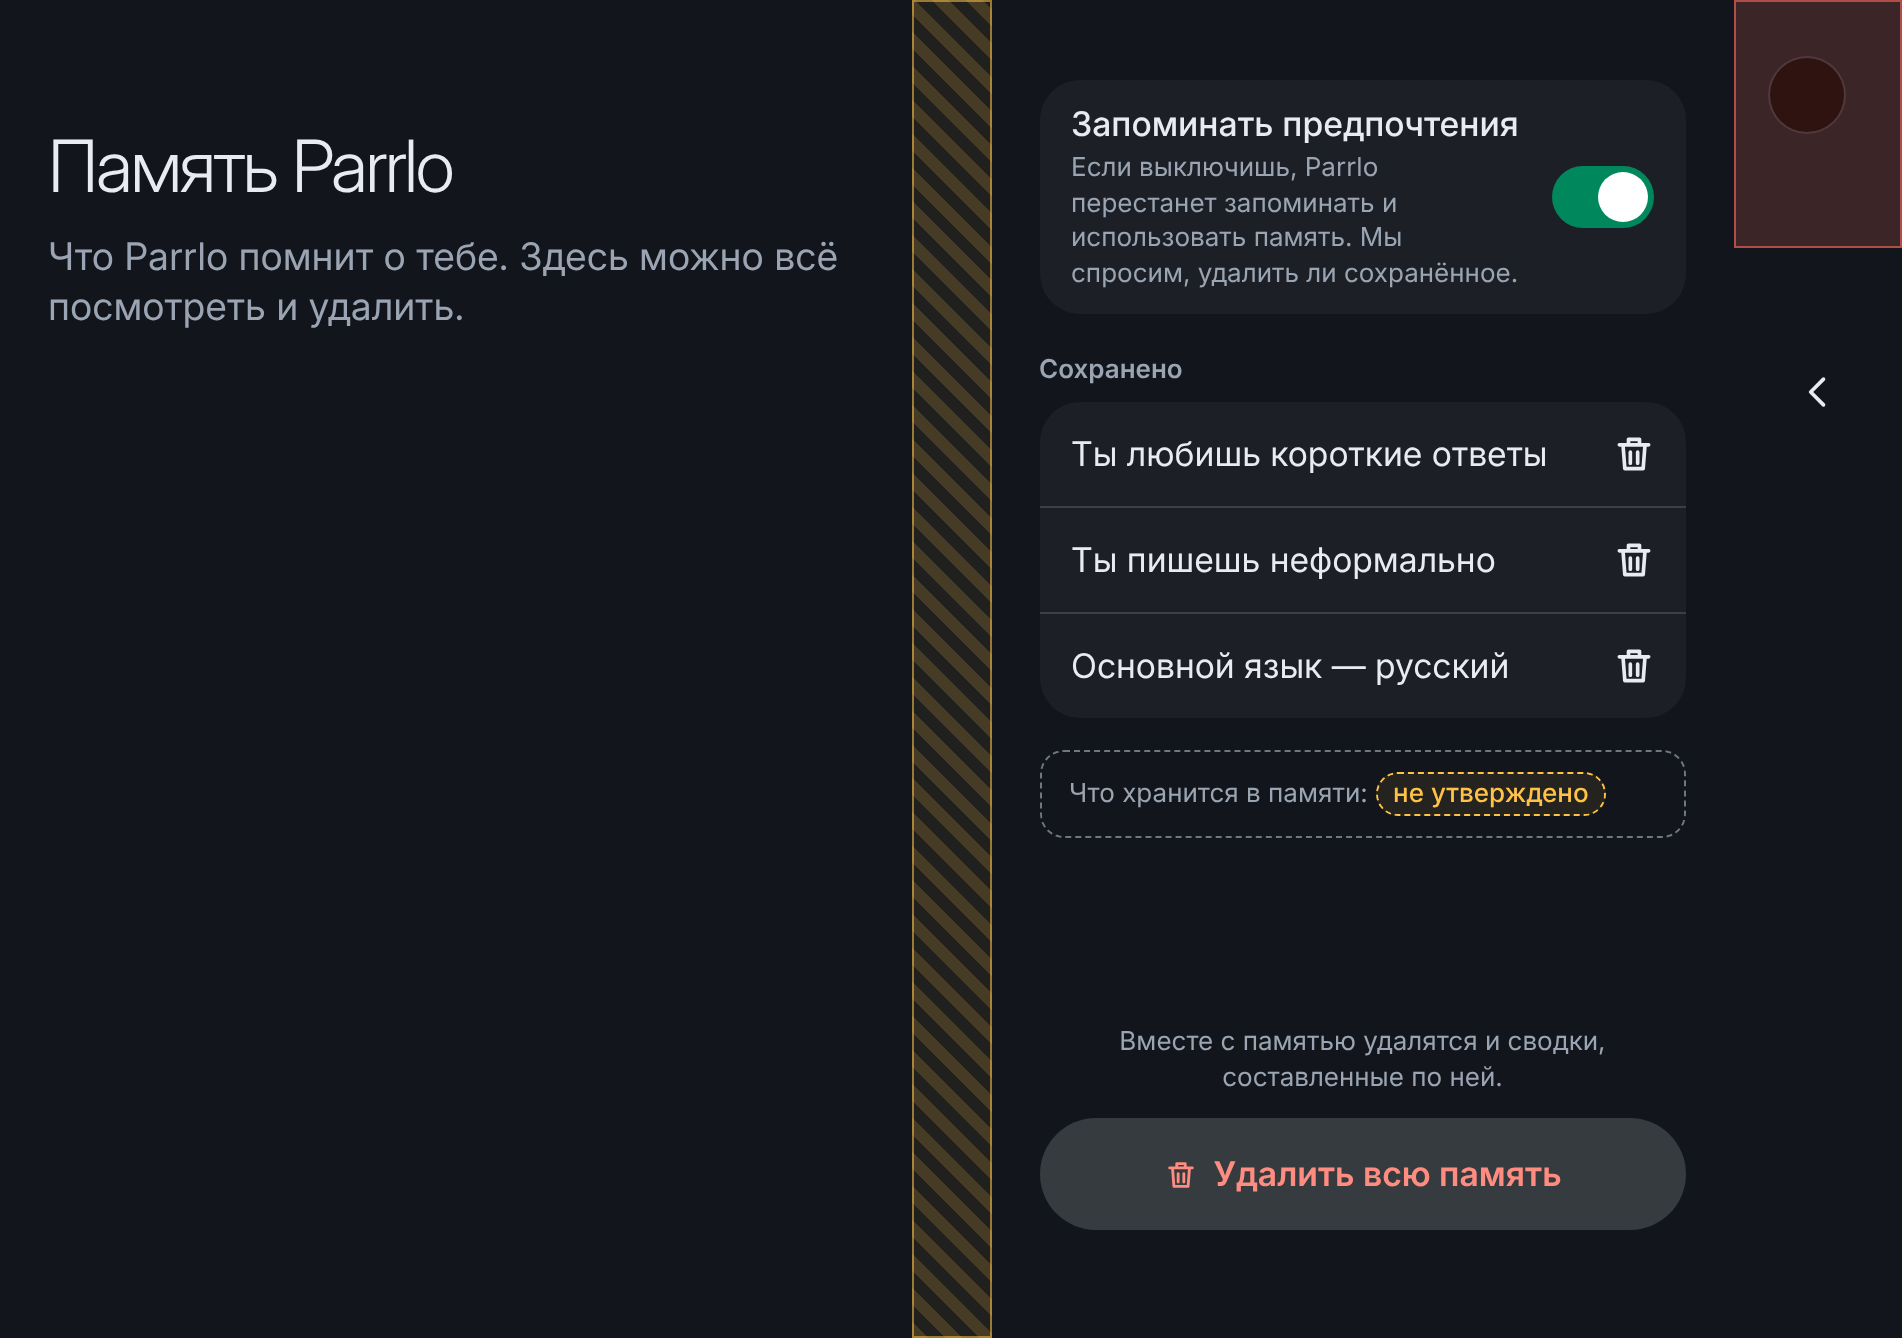 Память Parrlo
Что Parrlo помнит о тебе. Здесь можно всё
посмотреть и удалить.
Запоминать предпочтения
Если выключишь, Parrlo
перестанет запоминать и
использовать память. Мы
спросим, удалить ли сохранённое.
Сохранено
Ты любишь короткие ответы
Ты пишешь неформально
Основной язык — русский
Что хранится в памяти: не утверждено
Вместе с памятью удалятся и сводки,
составленные по ней.
Удалить всю память